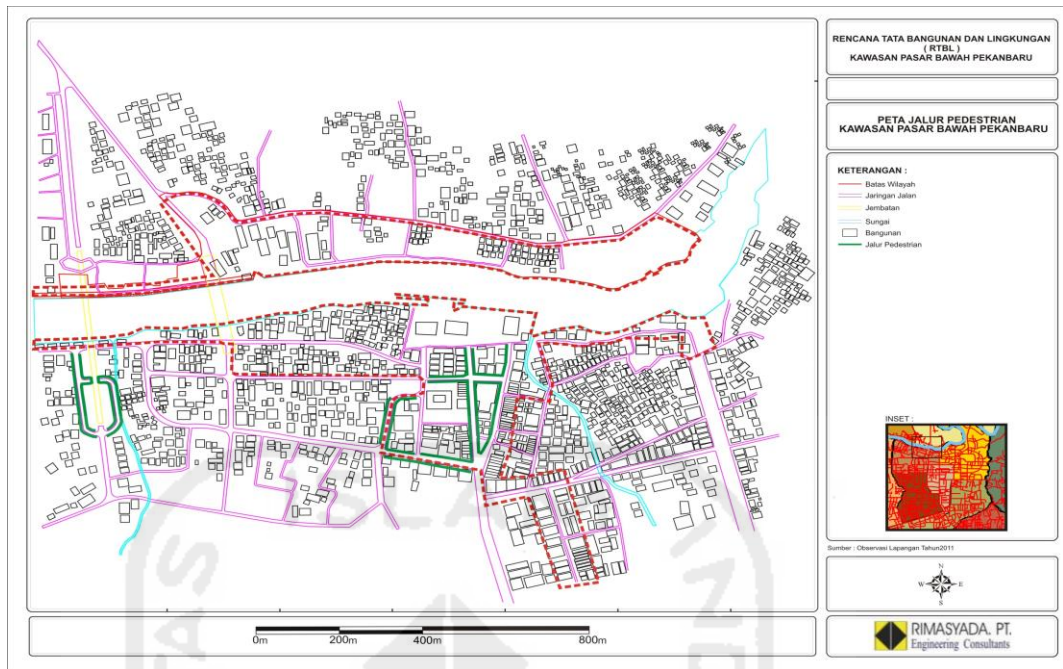 RENCANA TATA BANGUNAN DAN LINGKUNGAN
( RTBL )
KAWASAN PASAR BAWAH PEKANBARU
PETA JALUR PEDESTRIAN
KAWASAN PASAR BAWAH PEKANBARU
KETERANGAN :
Batas Wilayah
Jaringan Jalan
Jembatan
Sungai
Bangunan
Jalur Pedestrian
INSET :
Sumber : Observasi Lapangan Tahun2011
N
W E
S
RIMASYADA. PT.
Engineering Consultants
0m 200m 400m 800m